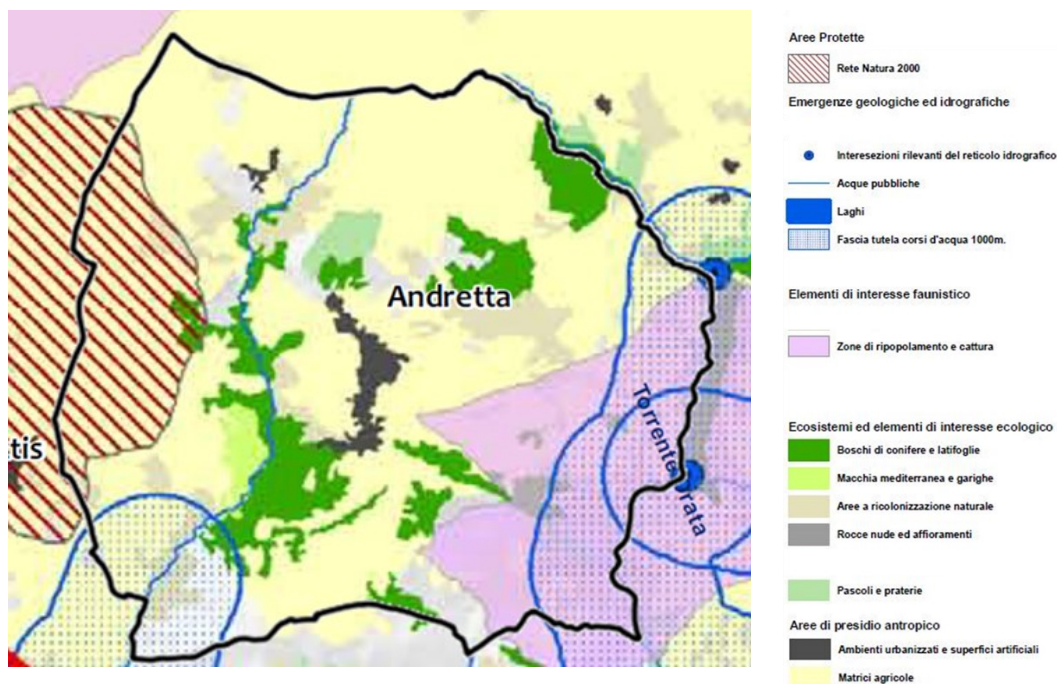 Andretta
tis
Torrente
rata
Aree Protette
Rete Natura 2000
Emergenze geologiche ed idrografiche
Interesezioni rilevanti del reticolo idrografico
Acque pubbliche
Laghi
Fascia tutela corsi d'acqua 1000m.
Elementi di interesse faunistico
Zone di ripopolamento e cattura
Ecosistemi ed elementi di interesse ecologico
Boschi di conifere e latifoglie
Macchia mediterranea e garighe
Aree a ricolonizzazione naturale
Rocce nude ed affioramenti
Pascoli e praterie
Aree di presidio antropico
Ambienti urbanizzati e superfici artificiali
Matrici agricole